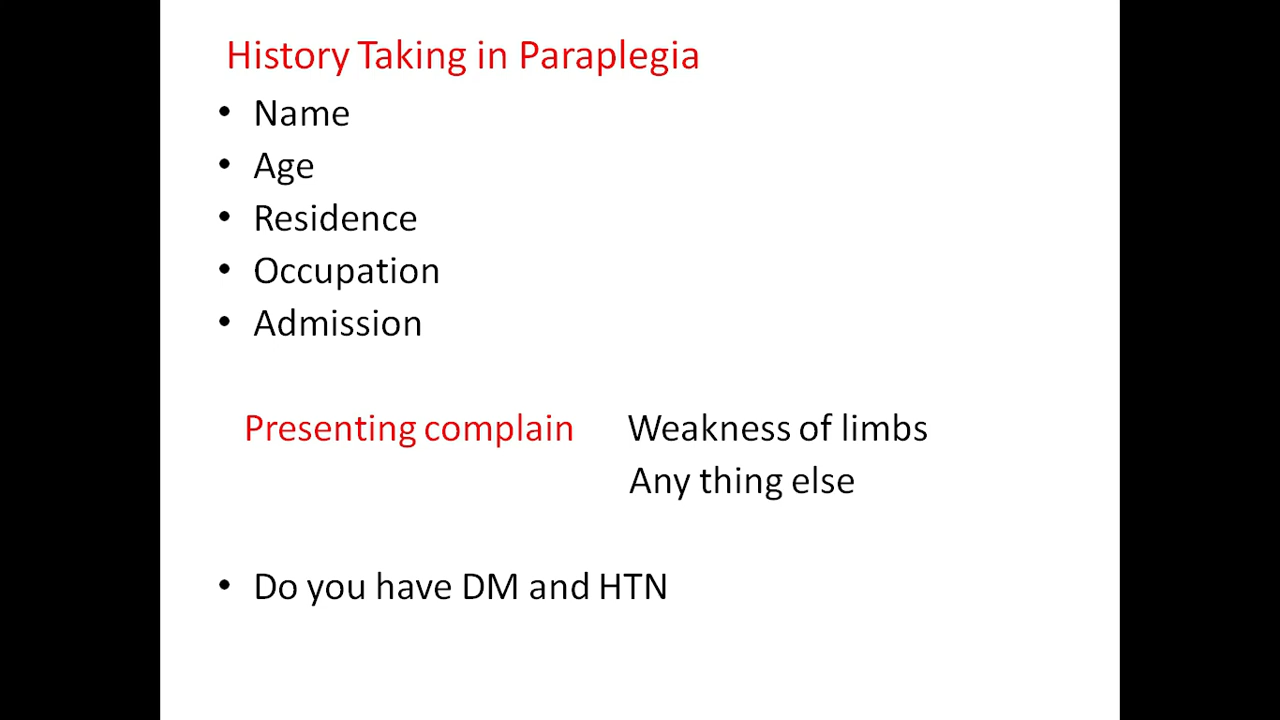 History Taking in Paraplegia
• Name
• Age
• Residence
• Occupation
• Admission
Presenting complain Weakness of limbs
Any thing else
• Do you have DM and HTN